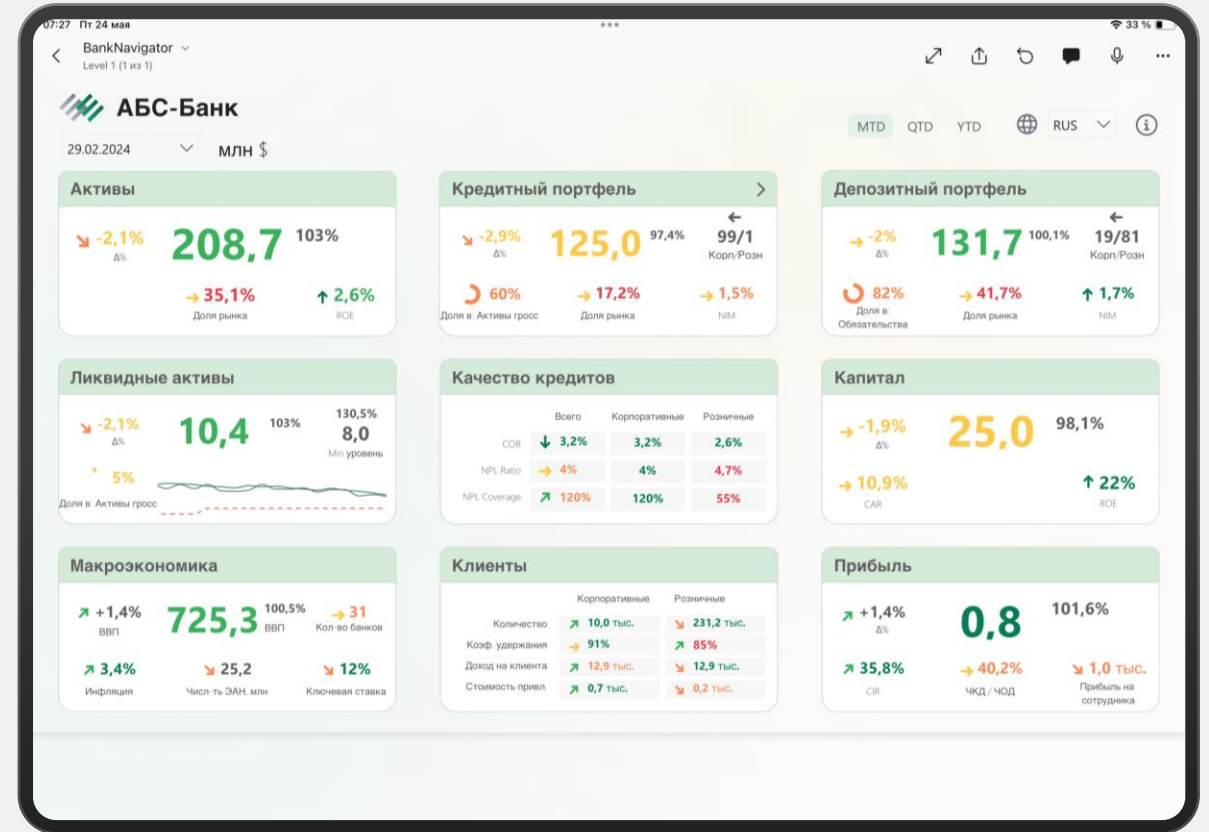 07:27 Пт 24 мая
33 %
BankNavigator
Level 1 (1 из 1)
АБС-Банк
MTD QTD YTD RUS
29.02.2024 млн $
Активы
-2,1% 208,7 103%
Δ%
35,1% 2,6%
Доля рынка ROE
Кредитный портфель
-2,9% 125,0 97,4% 99/1
Δ% Корп/Розн
60% 17,2% 1,5%
Доля в: Активы гросс Доля рынка NIM
Депозитный портфель
-2% 131,7 100,1% 19/81
Δ% Корп/Розн
82% 41,7% 1,7%
Доля в: Доля рынка NIM
Обязательства
Ликвидные активы
130,5%
-2,1% 10,4 103% 8,0
Δ% Min уровень
5%
Доля в: Активы гросс
Качество кредитов
Всего Корпоративные Розничные
COR 3,2% 3,2% 2,6%
NPL Ratio 4% 4% 4,7%
NPL Coverage 120% 120% 55%
Капитал
-1,9% 25,0 98,1%
Δ%
10,9% 22%
CAR ROE
Макроэкономика
+1,4% 725,3 100,5% 31
ВВП ВВП Кол-во банков
3,4% 25,2 12%
Инфляция Числ-ть ЭАН, млн Ключевая ставка
Клиенты
Корпоративные Розничные
Количество 10,0 тыс. 231,2 тыс.
Коэф. удержания 91% 85%
Доход на клиента 12,9 тыс. 12,9 тыс.
Стоимость привл. 0,7 тыс. 0,2 тыс.
Прибыль
+1,4% 0,8 101,6%
Δ%
35,8% 40,2% 1,0 тыс.
CIR ЧКД / ЧОД Прибыль на
сотрудника